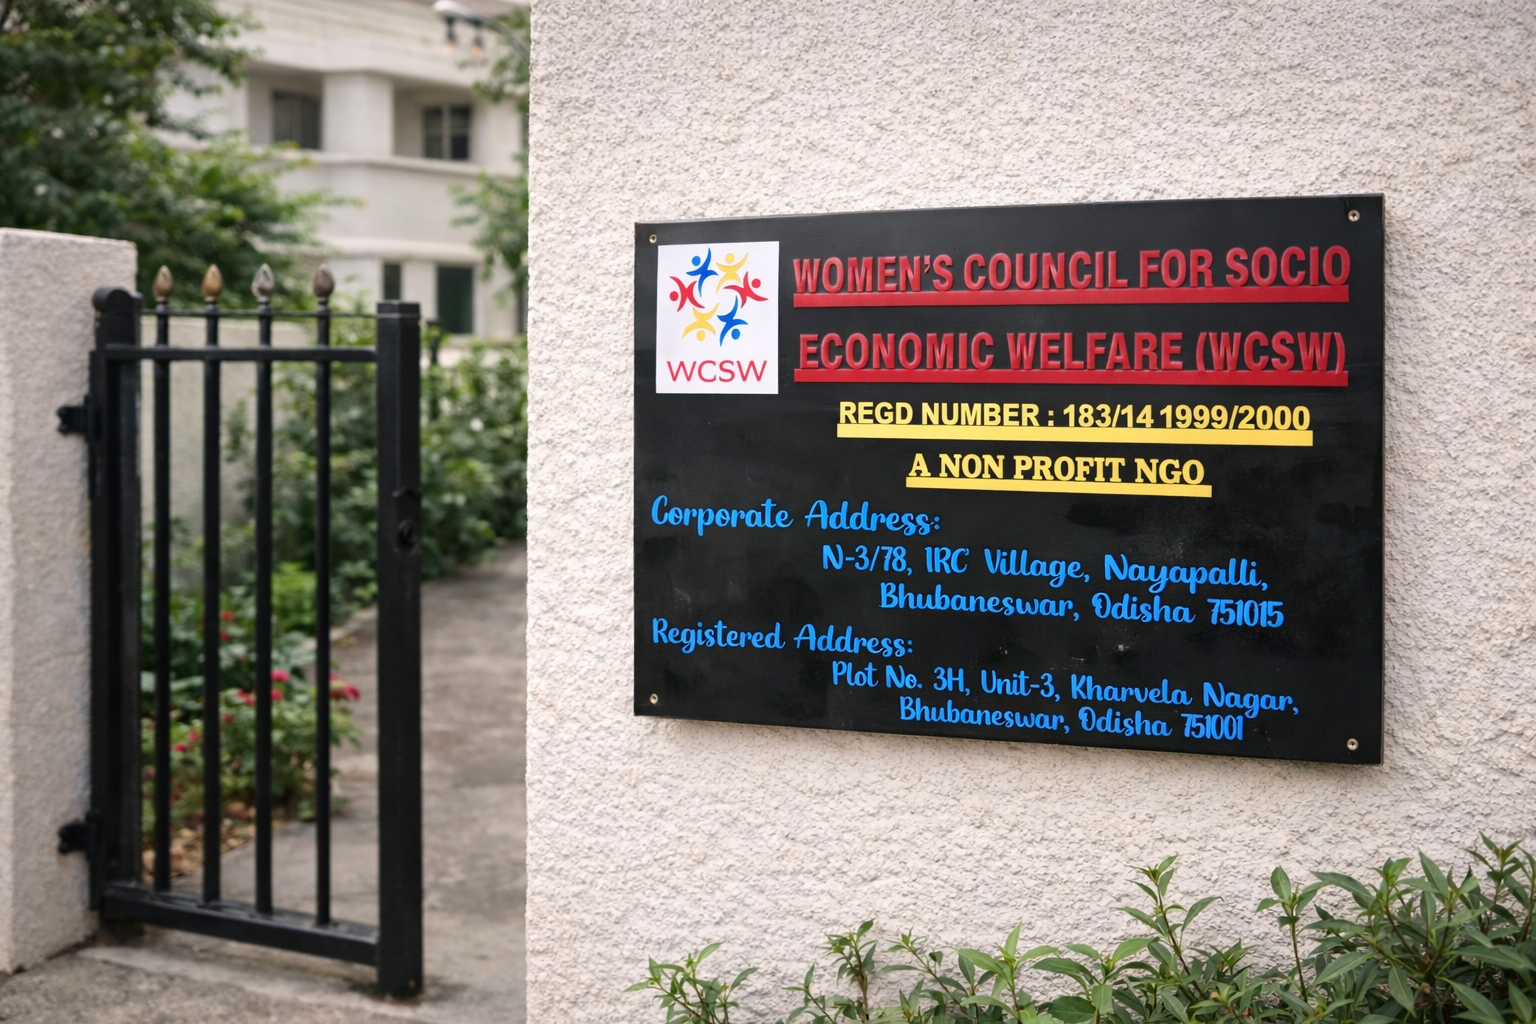 WCSW
WOMEN'S COUNCIL FOR SOCIO
ECONOMIC WELFARE (WCSW)
REGD NUMBER : 183/14 1999/2000
A NON PROFIT NGO
Corporate Address:
N-3/78, IRC Village, Nayapalli,
Bhubaneswar, Odisha 751015
Registered Address:
Plot No. 3H, Unit-3, Kharvela Nagar,
Bhubaneswar, Odisha 751001